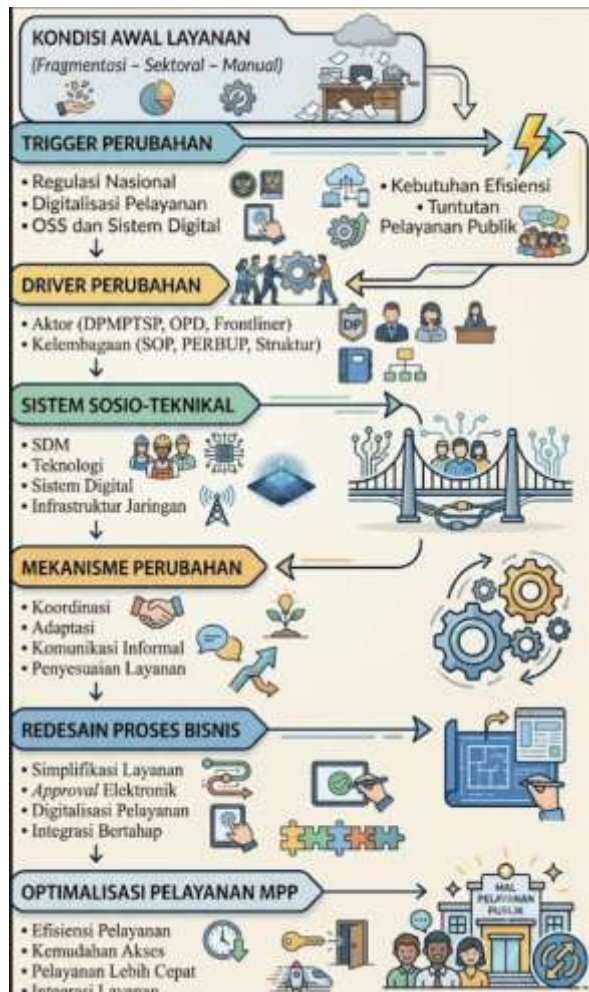 KONDISI AWAL LAYANAN
(Fragmentasi – Sektoral – Manual)
TRIGGER PERUBAHAN
• Regulasi Nasional
• Digitalisasi Pelayanan
• OSS dan Sistem Digital
• Kebutuhan Efisiensi
• Tuntutan
Pelayanan Publik
DRIVER PERUBAHAN
• Aktor (DPMPTSP, OPD, Frontliner)
• Kelembagaan (SOP, PERBUP, Struktur)
DP
SISTEM SOSIO-TEKNIKAL
• SDM
• Teknologi
• Sistem Digital
• Infrastruktur Jaringan
MEKANISME PERUBAHAN
• Koordinasi
• Adaptasi
• Komunikasi Informal
• Penyesuaian Layanan
REDESAIN PROSES BISNIS
• Simplifikasi Layanan
• Approval Elektronik
• Digitalisasi Pelayanan
• Integrasi Bertahap
OPTIMALISASI PELAYANAN MPP
• Efisiensi Pelayanan
• Kemudahan Akses
• Pelayanan Lebih Cepat
• Integrasi Layanan
MAL
PELAYANAN
PUBLIK